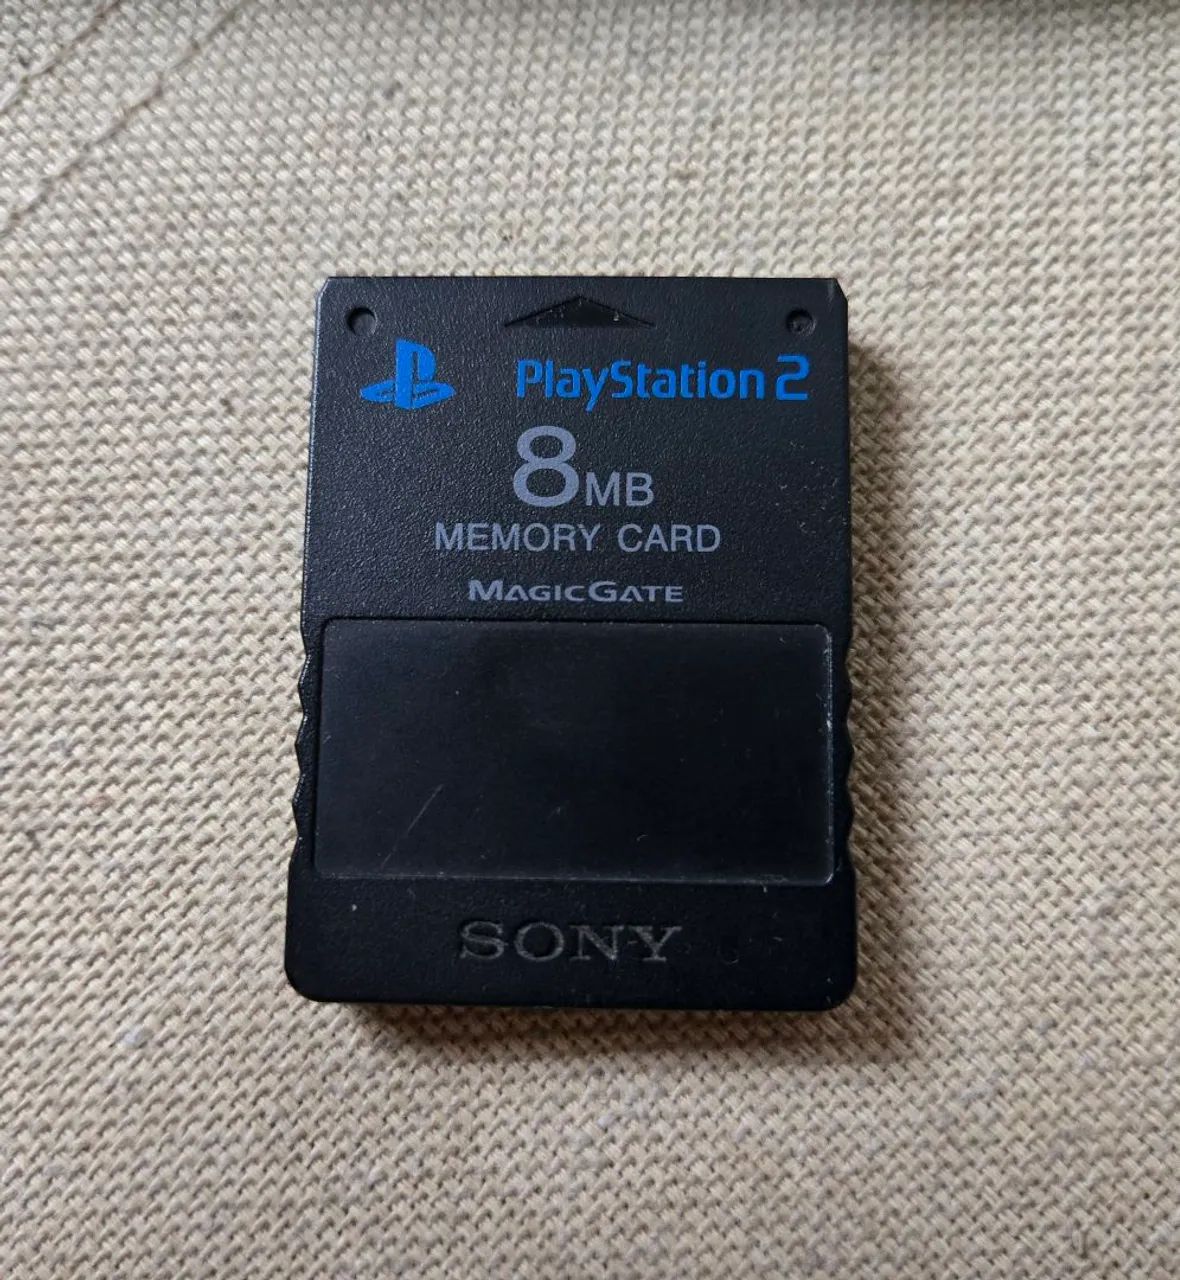 PlayStation 2
8MB
MEMORY CARD
MAGICGATE
SONY